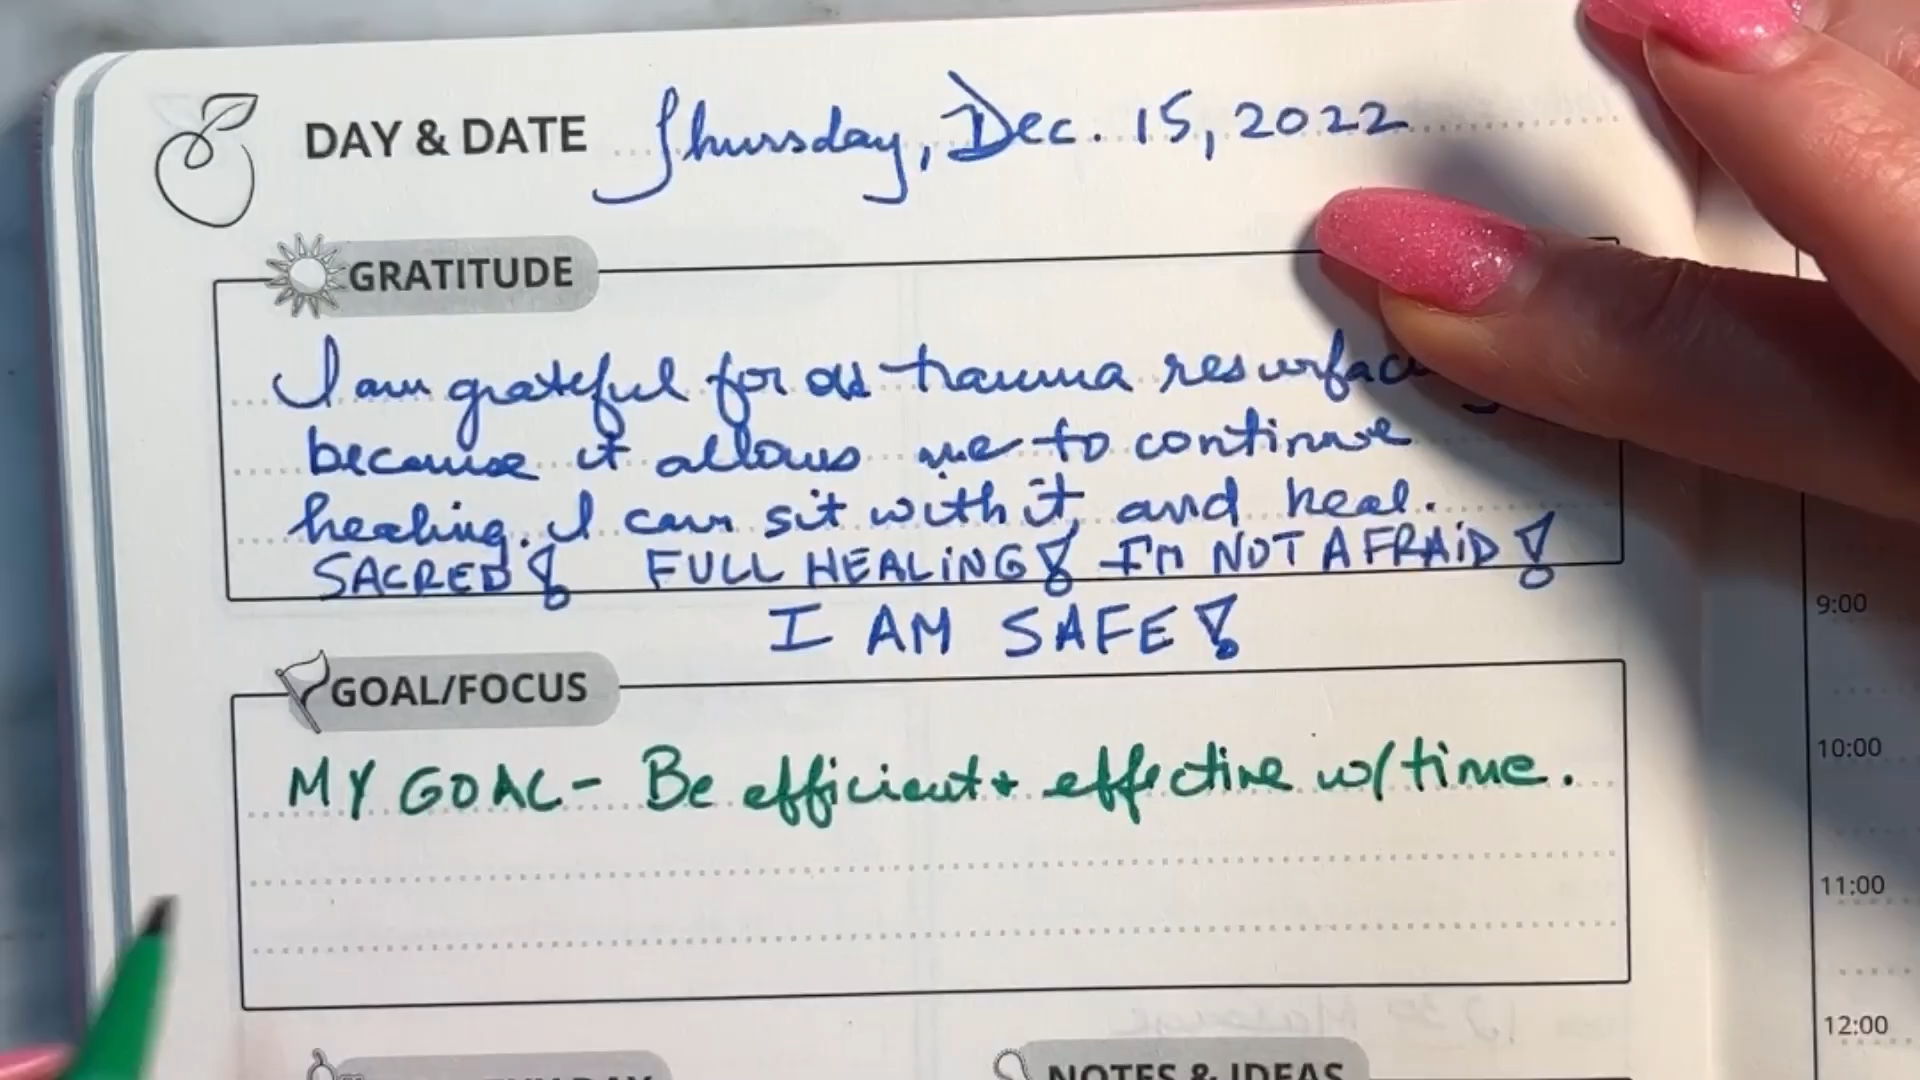 DAY & DATE Thursday, Dec. 15, 2022
GRATITUDE
I am grateful for old trauma
because it allows me to continue
healing. I can sit with it, and heal.
SACRED! FULL HEALING! I'M NOT AFRAID!
I AM SAFE!
GOAL/FOCUS
MY GOAL - Be efficient + effective w/ time.
NOTES & IDEAS
9:00
10:00
11:00
12:00